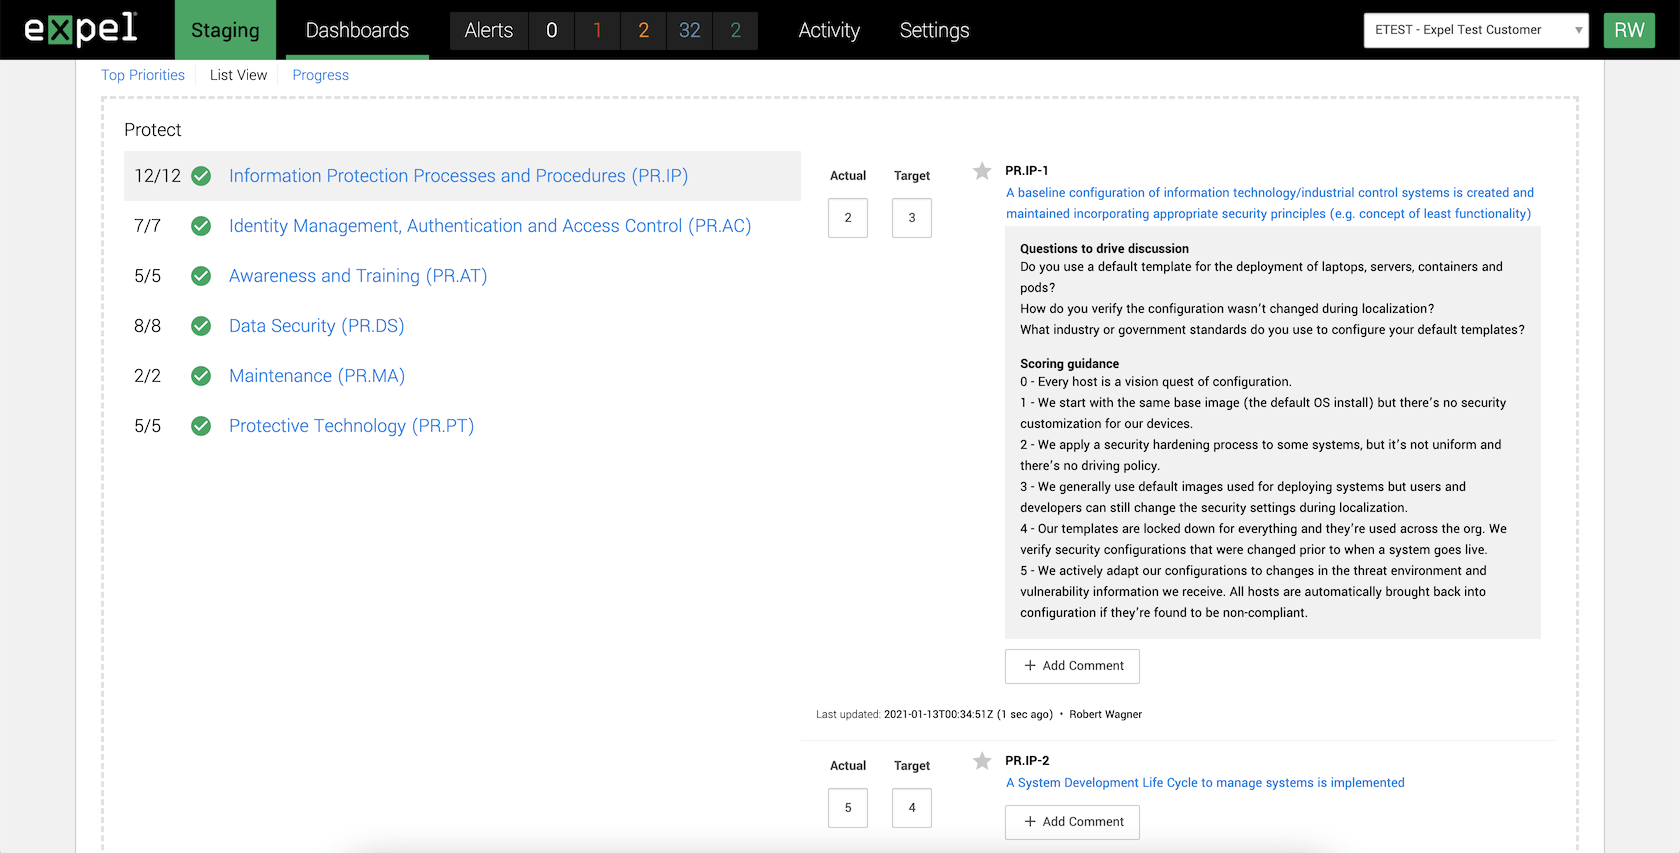 expel
Staging
Dashboards
Alerts 0 1 2 32 2
Activity
Settings
ETEST - Expel Test Customer
RW
Top Priorities
List View
Progress
Protect
12/12 Information Protection Processes and Procedures (PR.IP)
7/7 Identity Management, Authentication and Access Control (PR.AC)
5/5 Awareness and Training (PR.AT)
8/8 Data Security (PR.DS)
2/2 Maintenance (PR.MA)
5/5 Protective Technology (PR.PT)
Actual Target
2 3
PR.IP-1
A baseline configuration of information technology/industrial control systems is created and
maintained incorporating appropriate security principles (e.g. concept of least functionality)
Questions to drive discussion
Do you use a default template for the deployment of laptops, servers, containers and
pods?
How do you verify the configuration wasn't changed during localization?
What industry or government standards do you use to configure your default templates?
Scoring guidance
0 - Every host is a vision quest of configuration.
1 - We start with the same base image (the default OS install) but there's no security
customization for our devices.
2 - We apply a security hardening process to some systems, but it's not uniform and
there's no driving policy.
3 - We generally use default images used for deploying systems but users and
developers can still change the security settings during localization.
4 - Our templates are locked down for everything and they're used across the org. We
verify security configurations that were changed prior to when a system goes live.
5 - We actively adapt our configurations to changes in the threat environment and
vulnerability information we receive. All hosts are automatically brought back into
configuration if they're found to be non-compliant.
+ Add Comment
Last updated: 2021-01-13T00:34:51Z (1 sec ago) • Robert Wagner
Actual Target
5 4
PR.IP-2
A System Development Life Cycle to manage systems is implemented
+ Add Comment